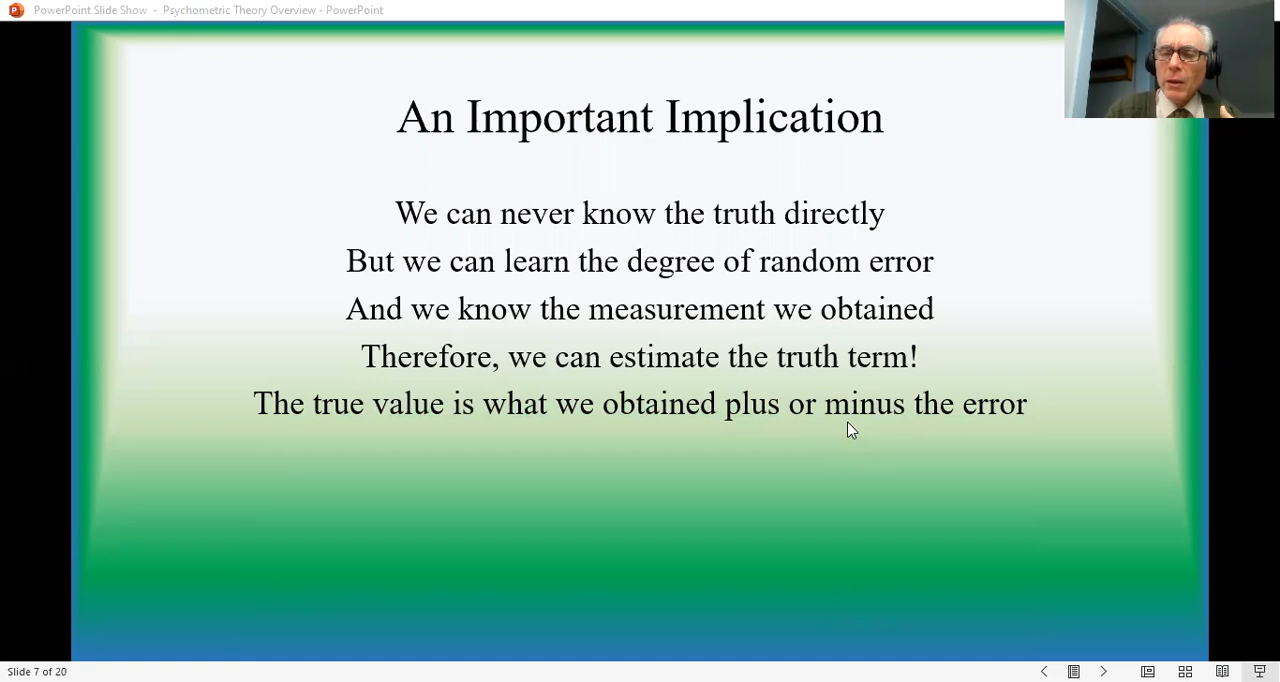 PowerPoint Slide Show - Psychometric Theory Overview - PowerPoint
An Important Implication
We can never know the truth directly
But we can learn the degree of random error
And we know the measurement we obtained
Therefore, we can estimate the truth term!
The true value is what we obtained plus or minus the error
Slide 7 of 20